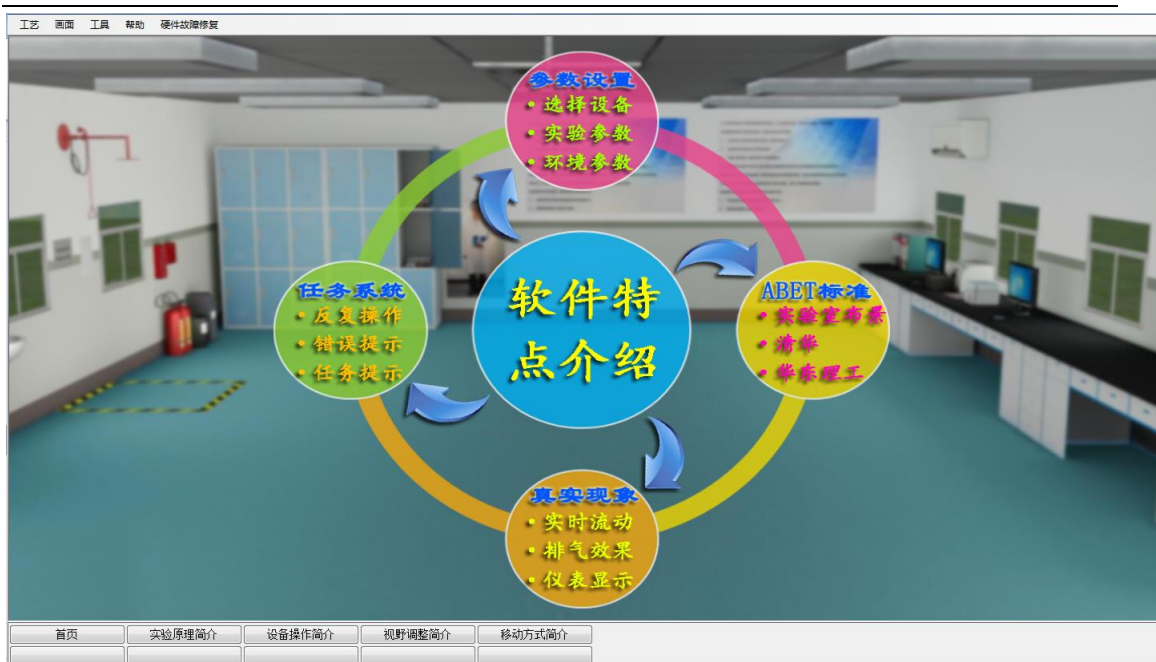 工艺 画面 工具 帮助 硬件故障修复
参数设置
• 选择设备
• 实验参数
• 环境参数
软件特
点介绍
任务系统
• 反复操作
• 错误提示
• 任务提示
ABET标准
• 实验室布景
• 清华
• 华东理工
真实现象
• 实时流动
• 排气效果
• 仪表显示
首页 实验原理简介 设备操作简介 视野调整简介 移动方式简介